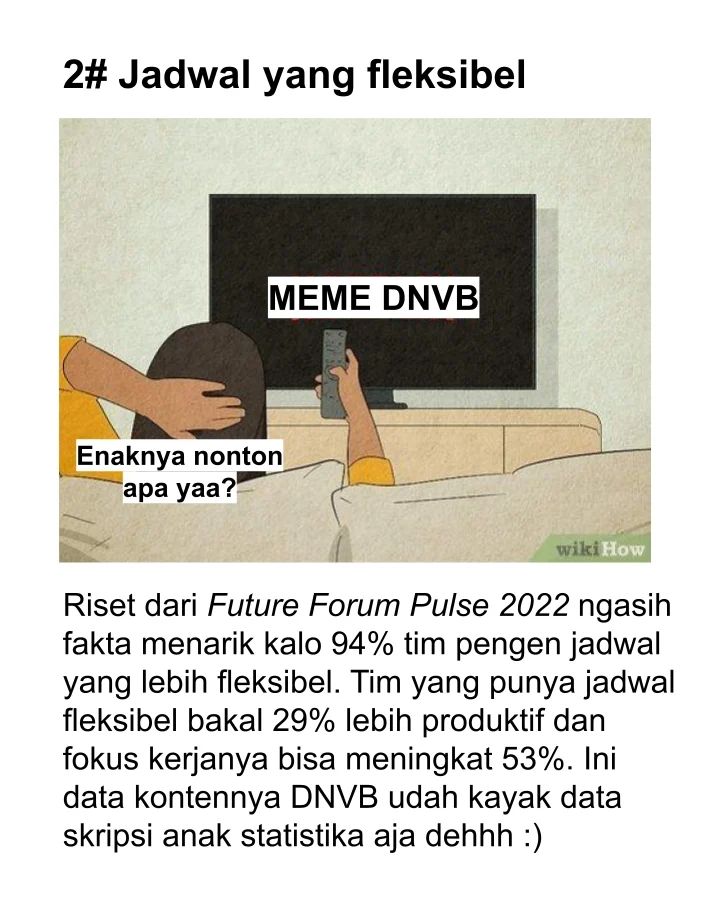 2# Jadwal yang fleksibel
MEME DNVB
Enaknya nonton
apa yaa?
wikiHow
Riset dari Future Forum Pulse 2022 ngasih
fakta menarik kalo 94% tim pengen jadwal
yang lebih fleksibel. Tim yang punya jadwal
fleksibel bakal 29% lebih produktif dan
fokus kerjanya bisa meningkat 53%. Ini
data kontennya DNVB udah kayak data
skripsi anak statistika aja dehhh :)